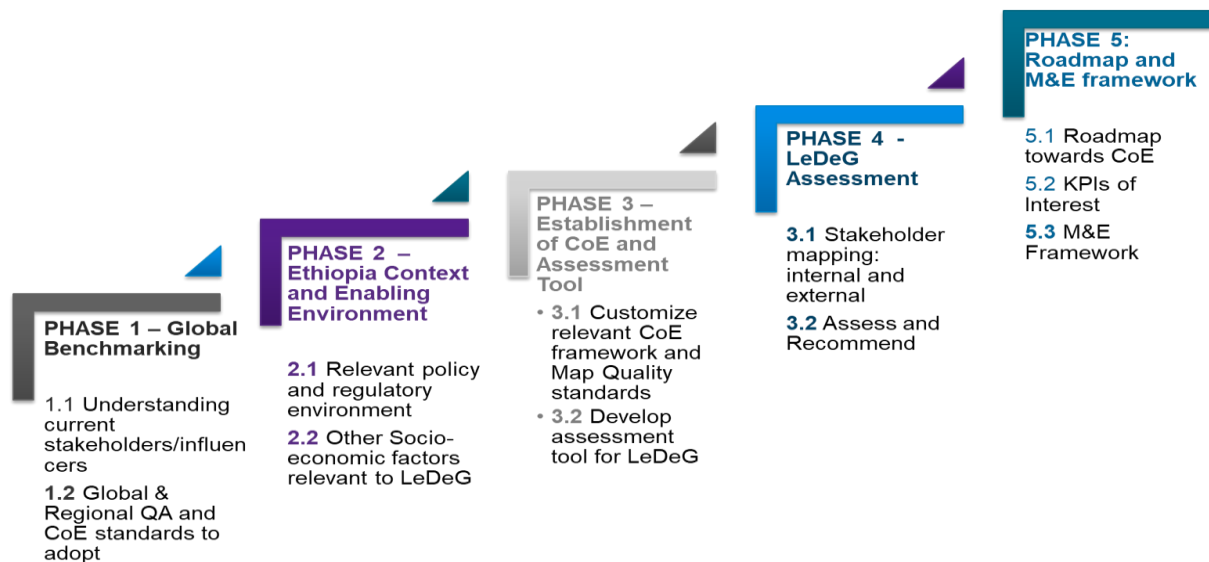 PHASE 1 – Global
Benchmarking
1.1 Understanding
current
stakeholders/influen
cers
1.2 Global &
Regional QA and
CoE standards to
adopt
PHASE 2 –
Ethiopia Context
and Enabling
Environment
2.1 Relevant policy
and regulatory
environment
2.2 Other Socio-
economic factors
relevant to LeDeG
PHASE 3 –
Establishment
of CoE and
Assessment
Tool
• 3.1 Customize
relevant CoE
framework and
Map Quality
standards
• 3.2 Develop
assessment
tool for LeDeG
PHASE 4 -
LeDeG
Assessment
3.1 Stakeholder
mapping:
internal and
external
3.2 Assess and
Recommend
PHASE 5:
Roadmap and
M&E framework
5.1 Roadmap
towards CoE
5.2 KPIs of
Interest
5.3 M&E
Framework